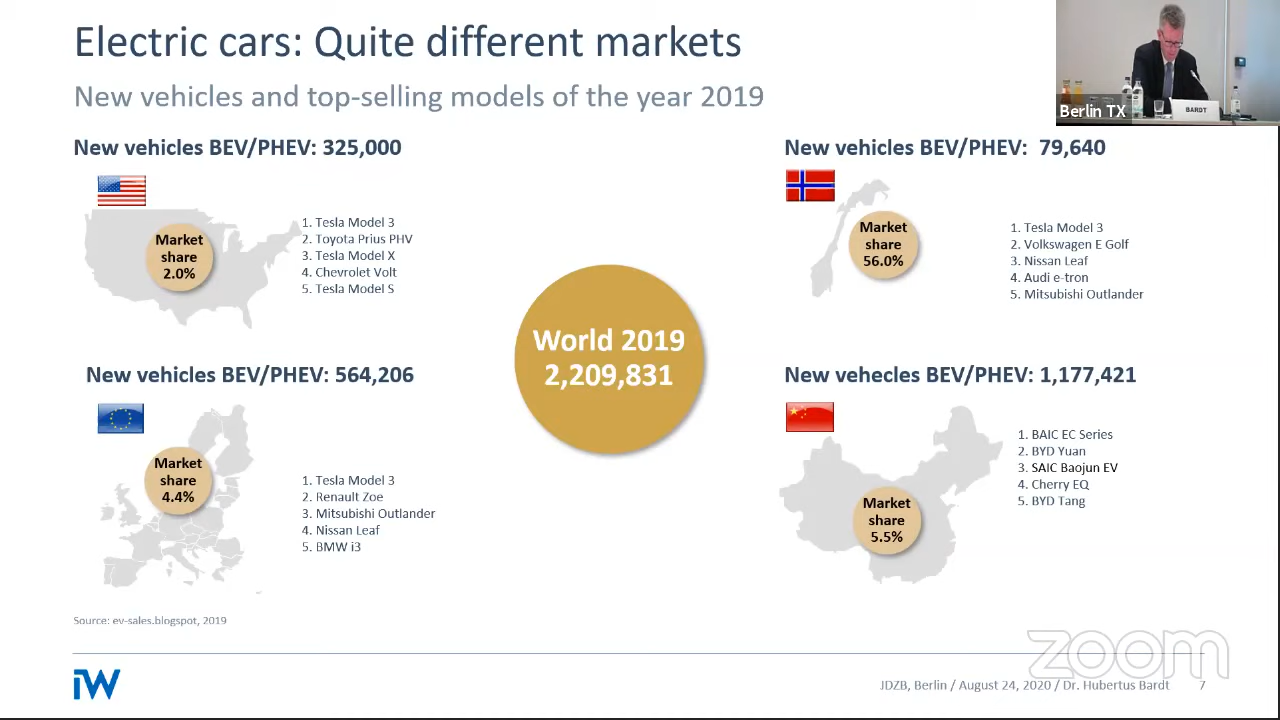 Electric cars: Quite different markets
New vehicles and top-selling models of the year 2019
Berlin TX
BARDT
New vehicles BEV/PHEV: 325,000
Market
share
2.0%
1. Tesla Model 3
2. Toyota Prius PHV
3. Tesla Model X
4. Chevrolet Volt
5. Tesla Model S
New vehicles BEV/PHEV: 79,640
Market
share
56.0%
1. Tesla Model 3
2. Volkswagen E Golf
3. Nissan Leaf
4. Audi e-tron
5. Mitsubishi Outlander
World 2019
2,209,831
New vehicles BEV/PHEV: 564,206
Market
share
4.4%
1. Tesla Model 3
2. Renault Zoe
3. Mitsubishi Outlander
4. Nissan Leaf
5. BMW i3
New vehecles BEV/PHEV: 1,177,421
Market
share
5.5%
1. BAIC EC Series
2. BYD Yuan
3. SAIC Baojun EV
4. Cherry EQ
5. BYD Tang
Source: ev-sales.blogspot, 2019
zoom
iW
JDZB, Berlin / August 24, 2020 / Dr. Hubertus Bardt 7